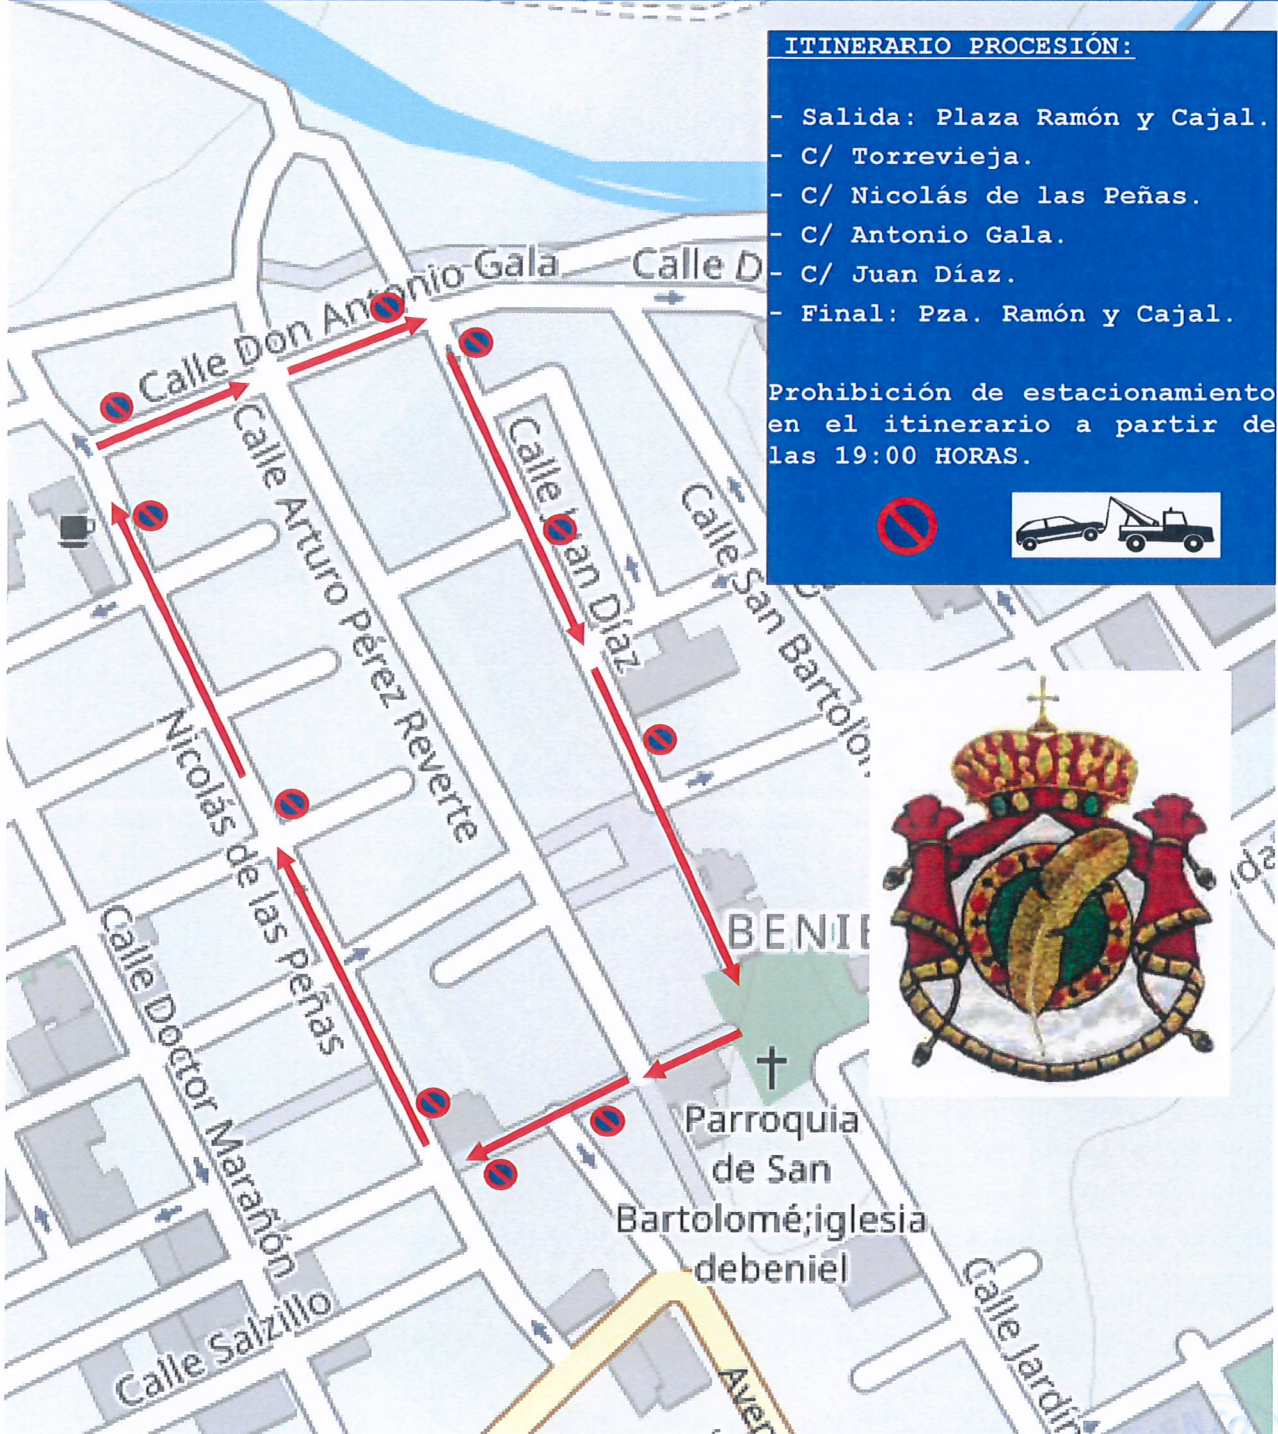 ITINERARIO PROCESIÓN:
- Salida: Plaza Ramón y Cajal.
- C/ Torrevieja.
- C/ Nicolás de las Peñas.
- C/ Antonio Gala.
- C/ Juan Díaz.
- Final: Pza. Ramón y Cajal.
Prohibición de estacionamiento
en el itinerario a partir de
las 19:00 HORAS.
Calle Don Antonio Gala
Calle D
Calle Arturo Pérez Reverte
Calle Juan Díaz
Calle San Bartolom
Nicolás de las Peñas
Calle Doctor Marañón
BENIE
Parroquia
de San
Bartolomé;iglesia
debeniel
Calle Salzillo
Calle Jardín
Aven